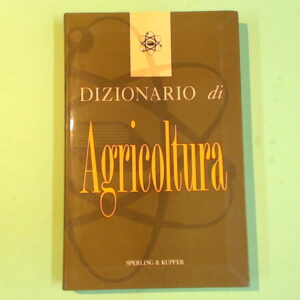 DIZIONARIO di
Agricoltura
SPERLING & KUPFER